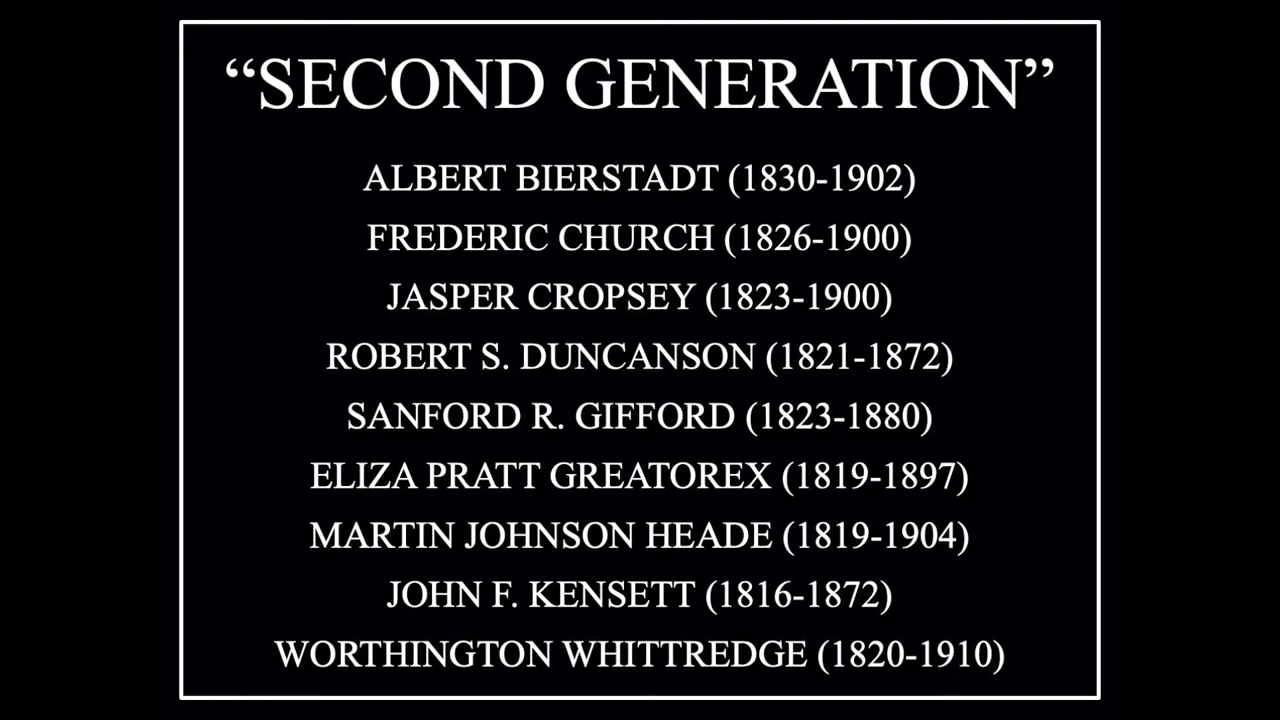 “SECOND GENERATION”
ALBERT BIERSTADT (1830-1902)
FREDERIC CHURCH (1826-1900)
JASPER CROPSEY (1823-1900)
ROBERT S. DUNCANSON (1821-1872)
SANFORD R. GIFFORD (1823-1880)
ELIZA PRATT GREATOREX (1819-1897)
MARTIN JOHNSON HEADE (1819-1904)
JOHN F. KENSETT (1816-1872)
WORTHINGTON WHITTREDGE (1820-1910)